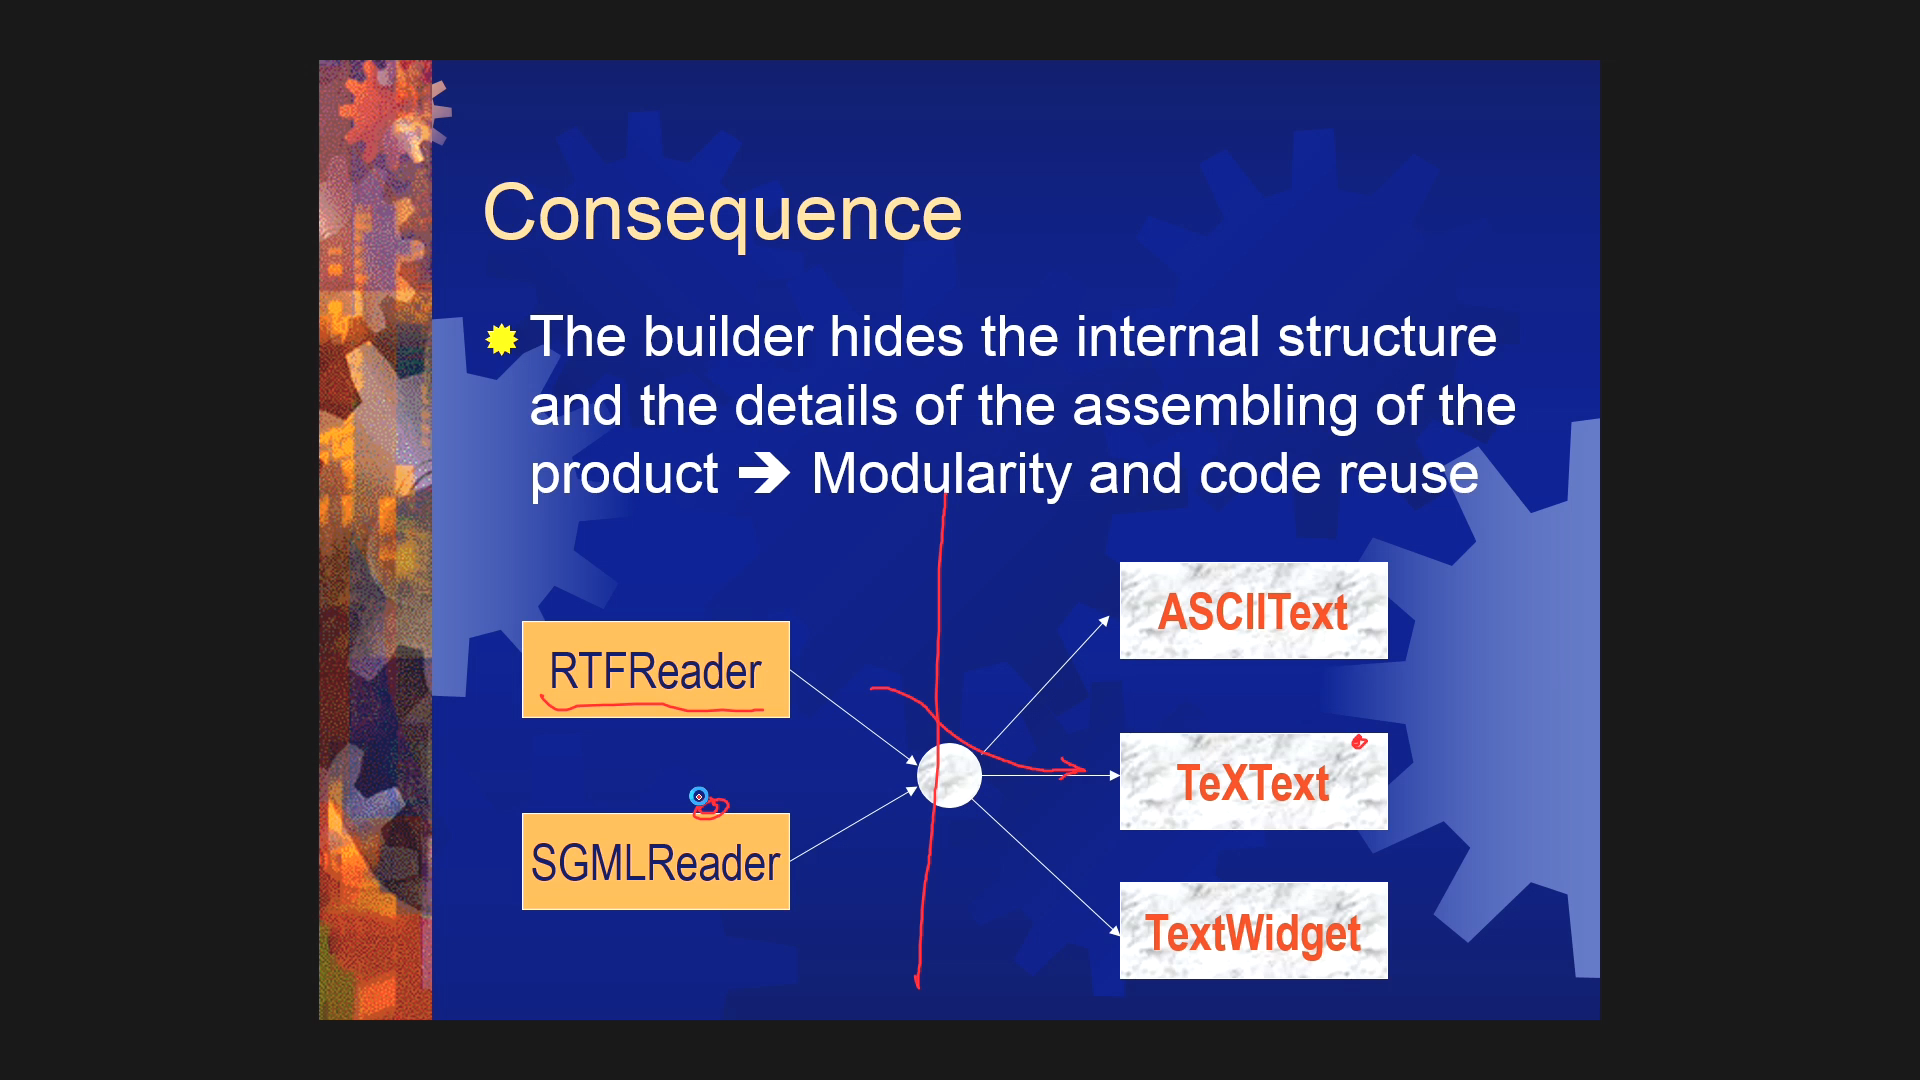 Consequence
The builder hides the internal structure
and the details of the assembling of the
product ➔ Modularity and code reuse
RTFReader
SGMLReader
ASCIIText
TeXText
TextWidget